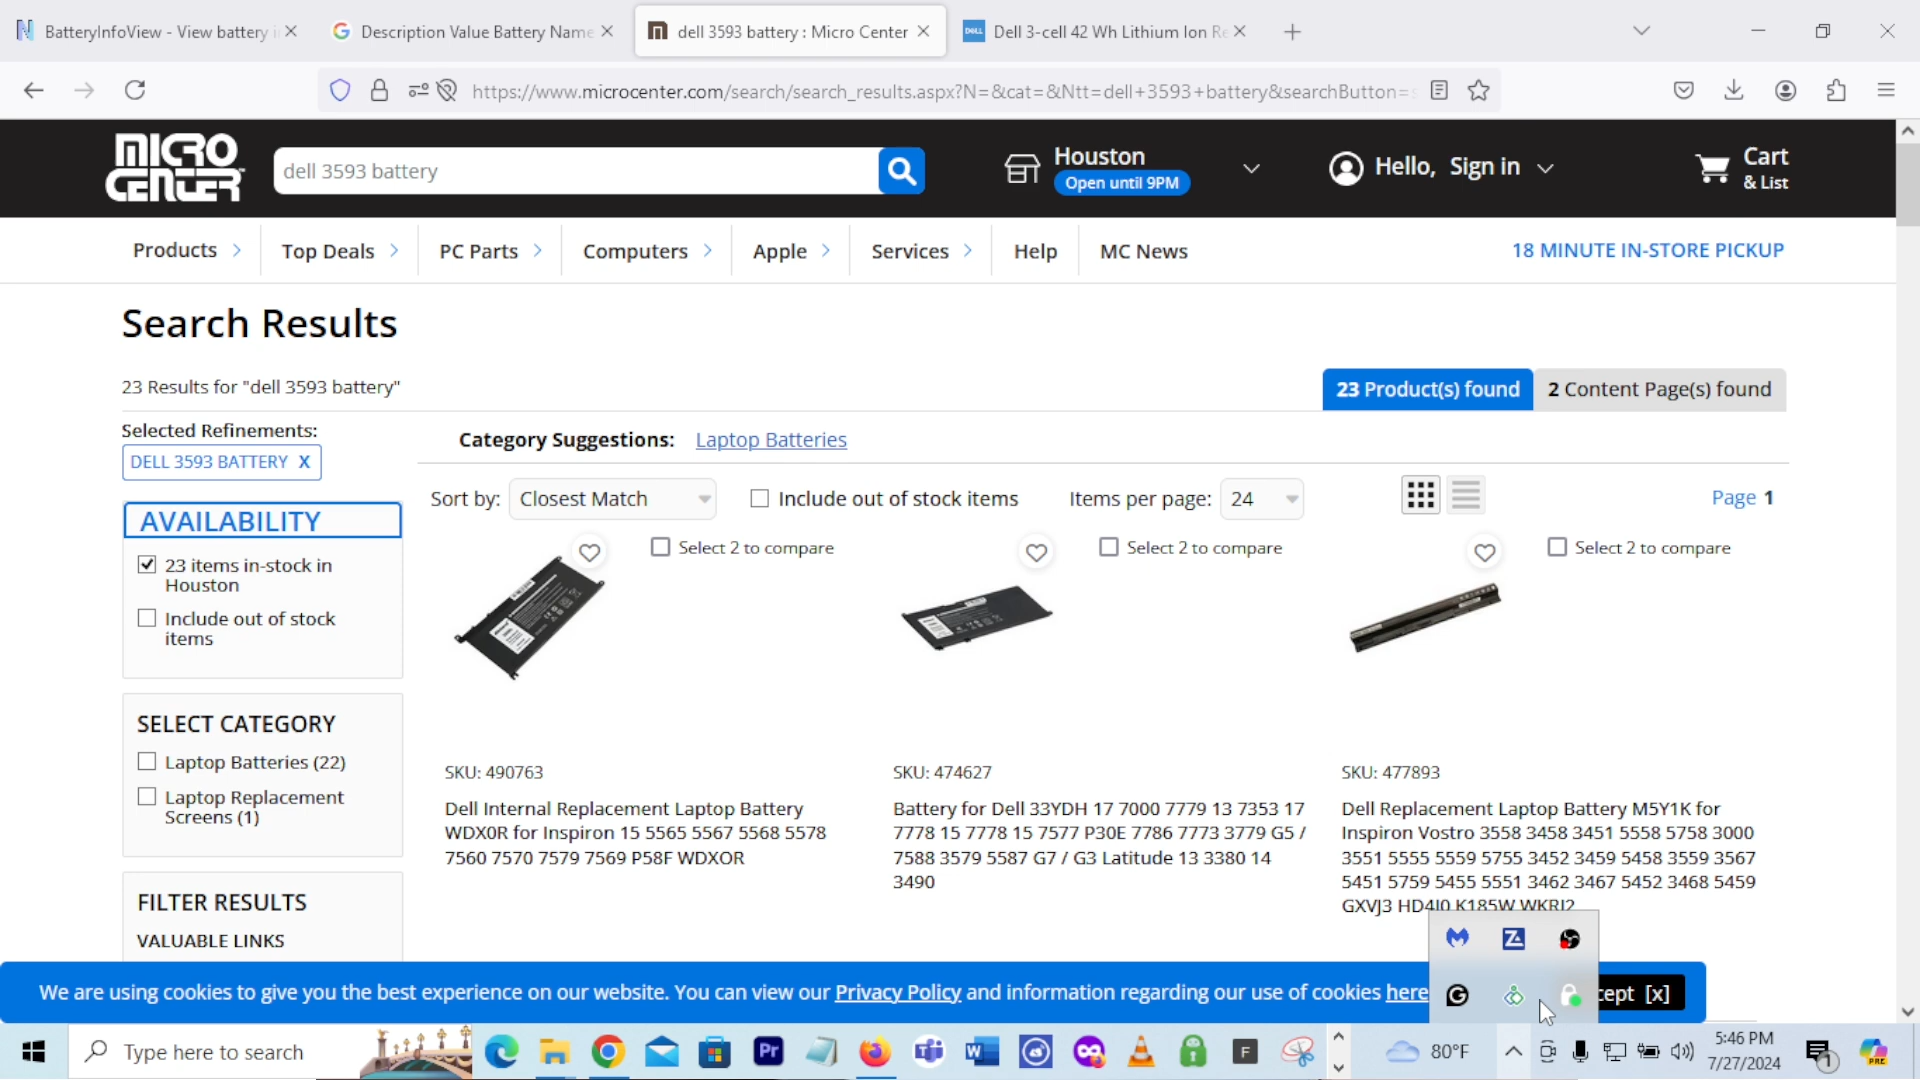 BatteryInfoView - View battery i
Description Value Battery Name
dell 3593 battery : Micro Center
DELL
Dell 3-cell 42 Wh Lithium Ion Re
https://www.microcenter.com/search/search_results.aspx?N=&cat=&Ntt=dell+3593+battery&searchButton=s
MICRO CENTER
dell 3593 battery
Houston
Open until 9PM
Hello, Sign in
Cart
& List
Products
Top Deals
PC Parts
Computers
Apple
Services
Help
MC News
18 MINUTE IN-STORE PICKUP
Search Results
23 Results for "dell 3593 battery"
23 Product(s) found
2 Content Page(s) found
Selected Refinements:
DELL 3593 BATTERY X
Category Suggestions: Laptop Batteries
AVAILABILITY
23 items in-stock in
Houston
Include out of stock
items
Sort by: Closest Match
Include out of stock items
Items per page: 24
Page 1
Select 2 to compare
Select 2 to compare
Select 2 to compare
SELECT CATEGORY
Laptop Batteries (22)
Laptop Replacement
Screens (1)
FILTER RESULTS
VALUABLE LINKS
SKU: 490763
Dell Internal Replacement Laptop Battery
WDX0R for Inspiron 15 5565 5567 5568 5578
7560 7570 7579 7569 P58F WDXOR
SKU: 474627
Battery for Dell 33YDH 17 7000 7779 13 7353 17
7778 15 7778 15 7577 P30E 7786 7773 3779 G5 /
7588 3579 5587 G7 / G3 Latitude 13 3380 14
3490
SKU: 477893
Dell Replacement Laptop Battery M5Y1K for
Inspiron Vostro 3558 3458 3451 5558 5758 3000
3551 5555 5559 5755 3452 3459 5458 3559 3567
5451 5759 5455 5551 3462 3467 5452 3468 5459
GXVJ3 HD4J0 K185W WKRJ2
We are using cookies to give you the best experience on our website. You can view our Privacy Policy and information regarding our use of cookies here
cept [x]
Type here to search
80°F
5:46 PM
7/27/2024
1